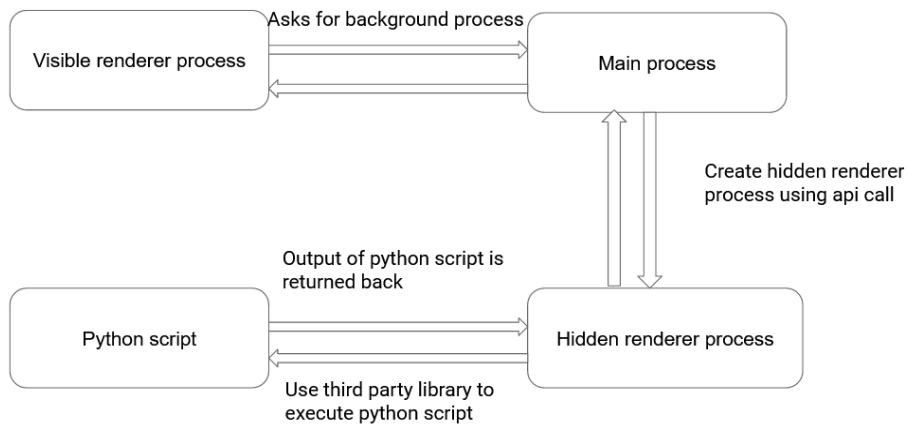 Asks for background process
Visible renderer process
Main process
Create hidden renderer
process using api call
Output of python script is
returned back
Python script
Hidden renderer process
Use third party library to
execute python script